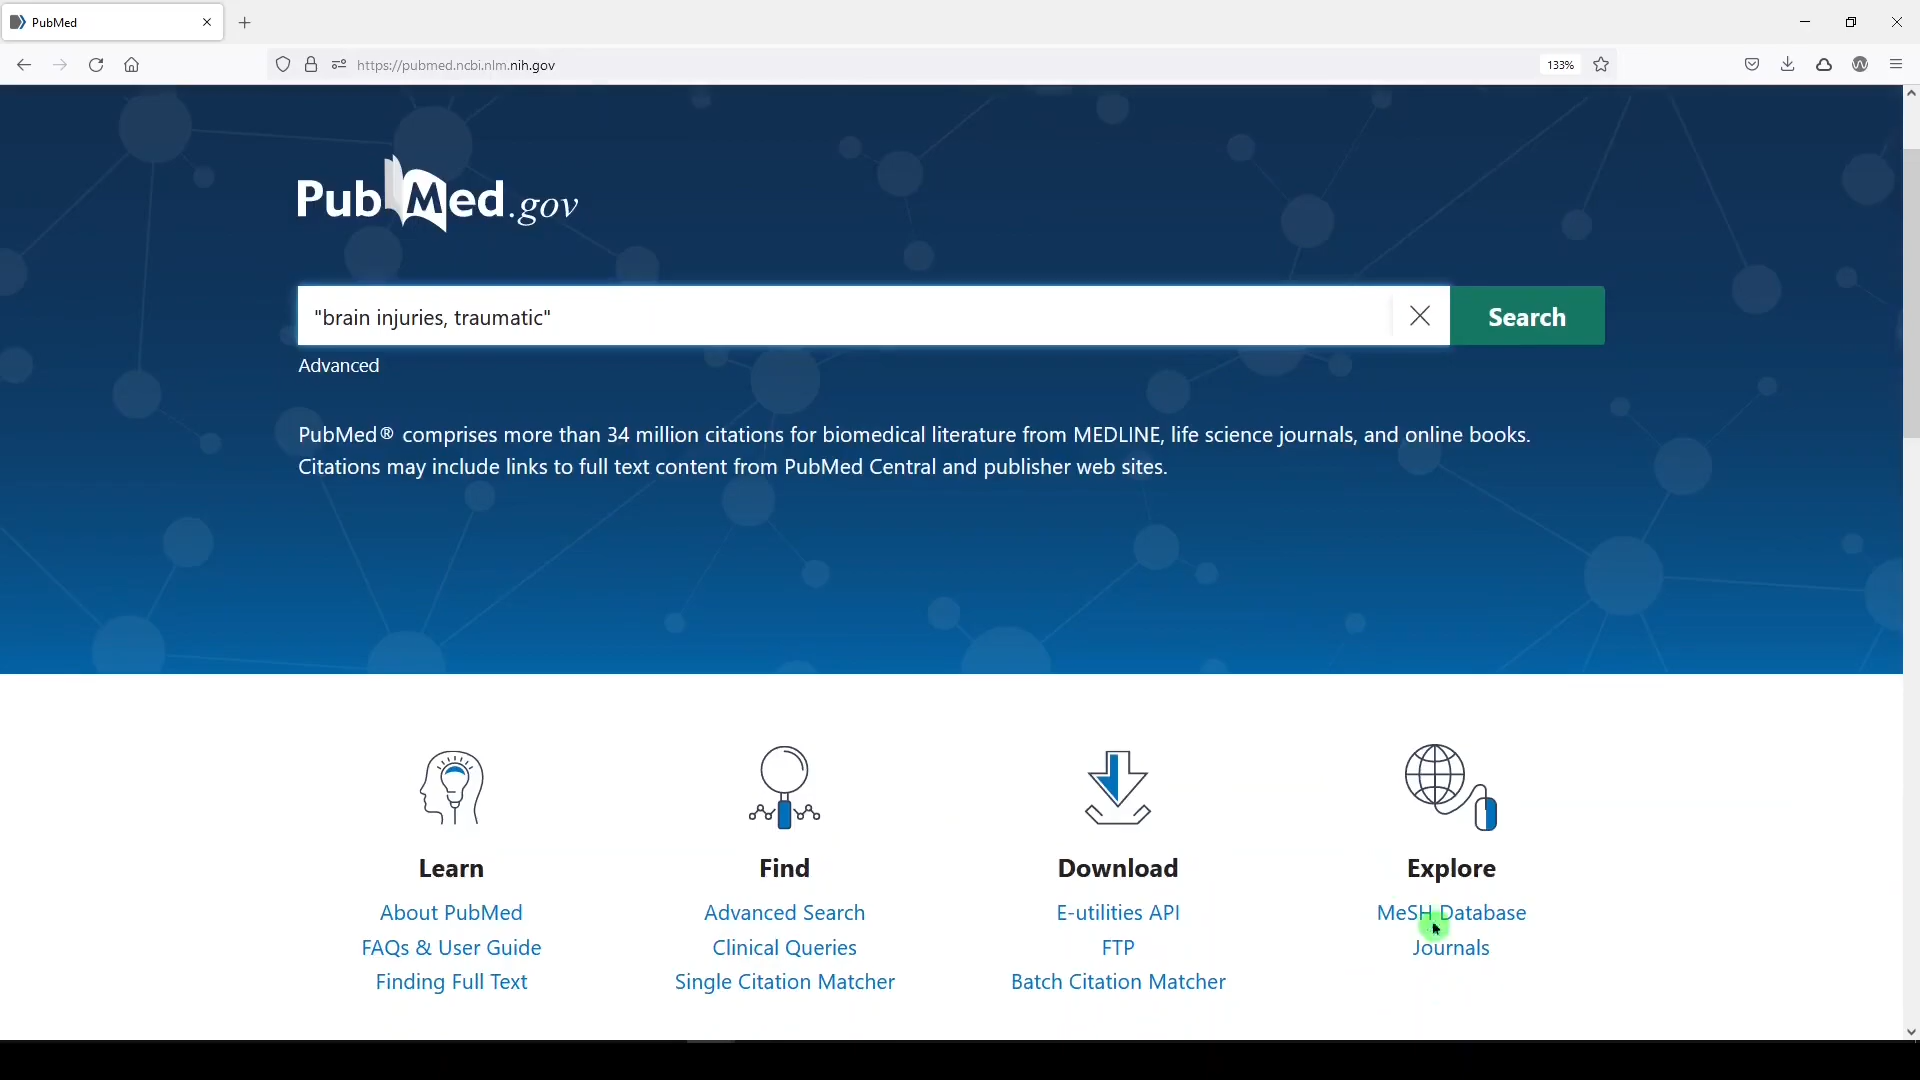 PubMed
https://pubmed.ncbi.nlm.nih.gov
133%
PubMed.gov
"brain injuries, traumatic"
Search
Advanced
PubMed® comprises more than 34 million citations for biomedical literature from MEDLINE, life science journals, and online books.
Citations may include links to full text content from PubMed Central and publisher web sites.
Learn
About PubMed
FAQs & User Guide
Finding Full Text
Find
Advanced Search
Clinical Queries
Single Citation Matcher
Download
E-utilities API
FTP
Batch Citation Matcher
Explore
MeSH Database
Journals